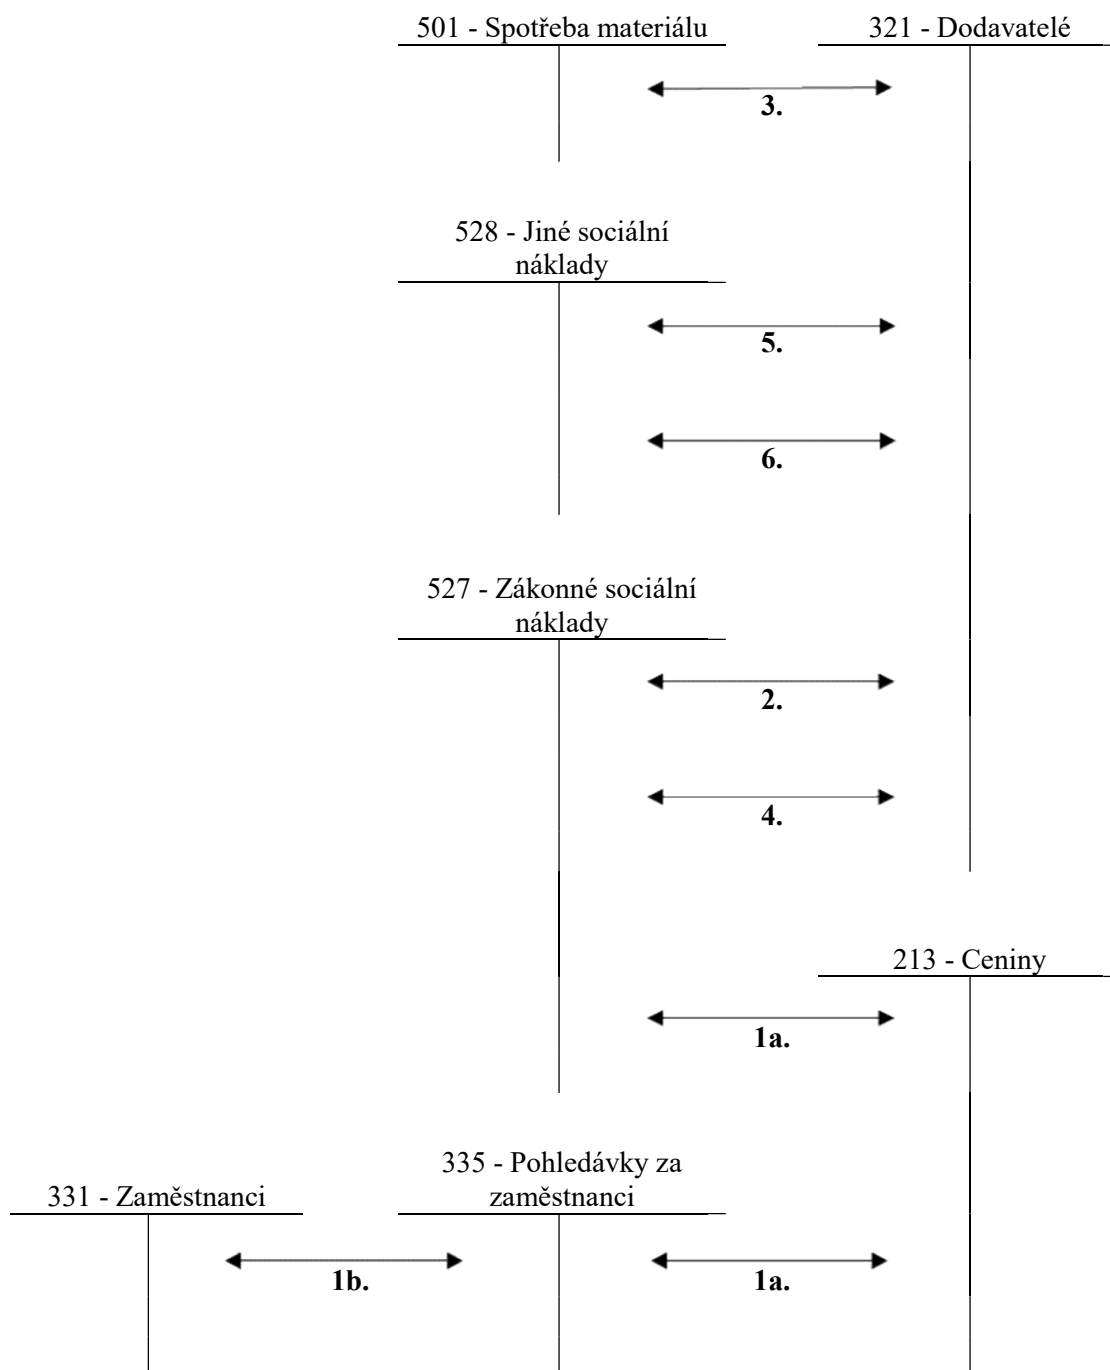 501 - Spotřeba materiálu
321 - Dodavatelé
3.
528 - Jiné sociální
náklady
5.
6.
527 - Zákonné sociální
náklady
2.
4.
213 - Ceniny
1a.
331 - Zaměstnanci
335 - Pohledávky za
zaměstnanci
1b.
1a.